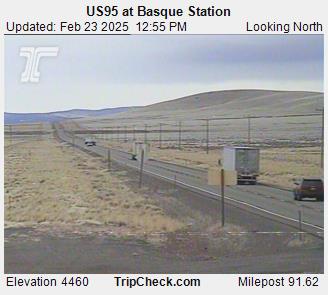 US95 at Basque Station
Updated: Feb 23 2025 12:55 PM Looking North
Elevation 4460 TripCheck.com Milepost 91.62